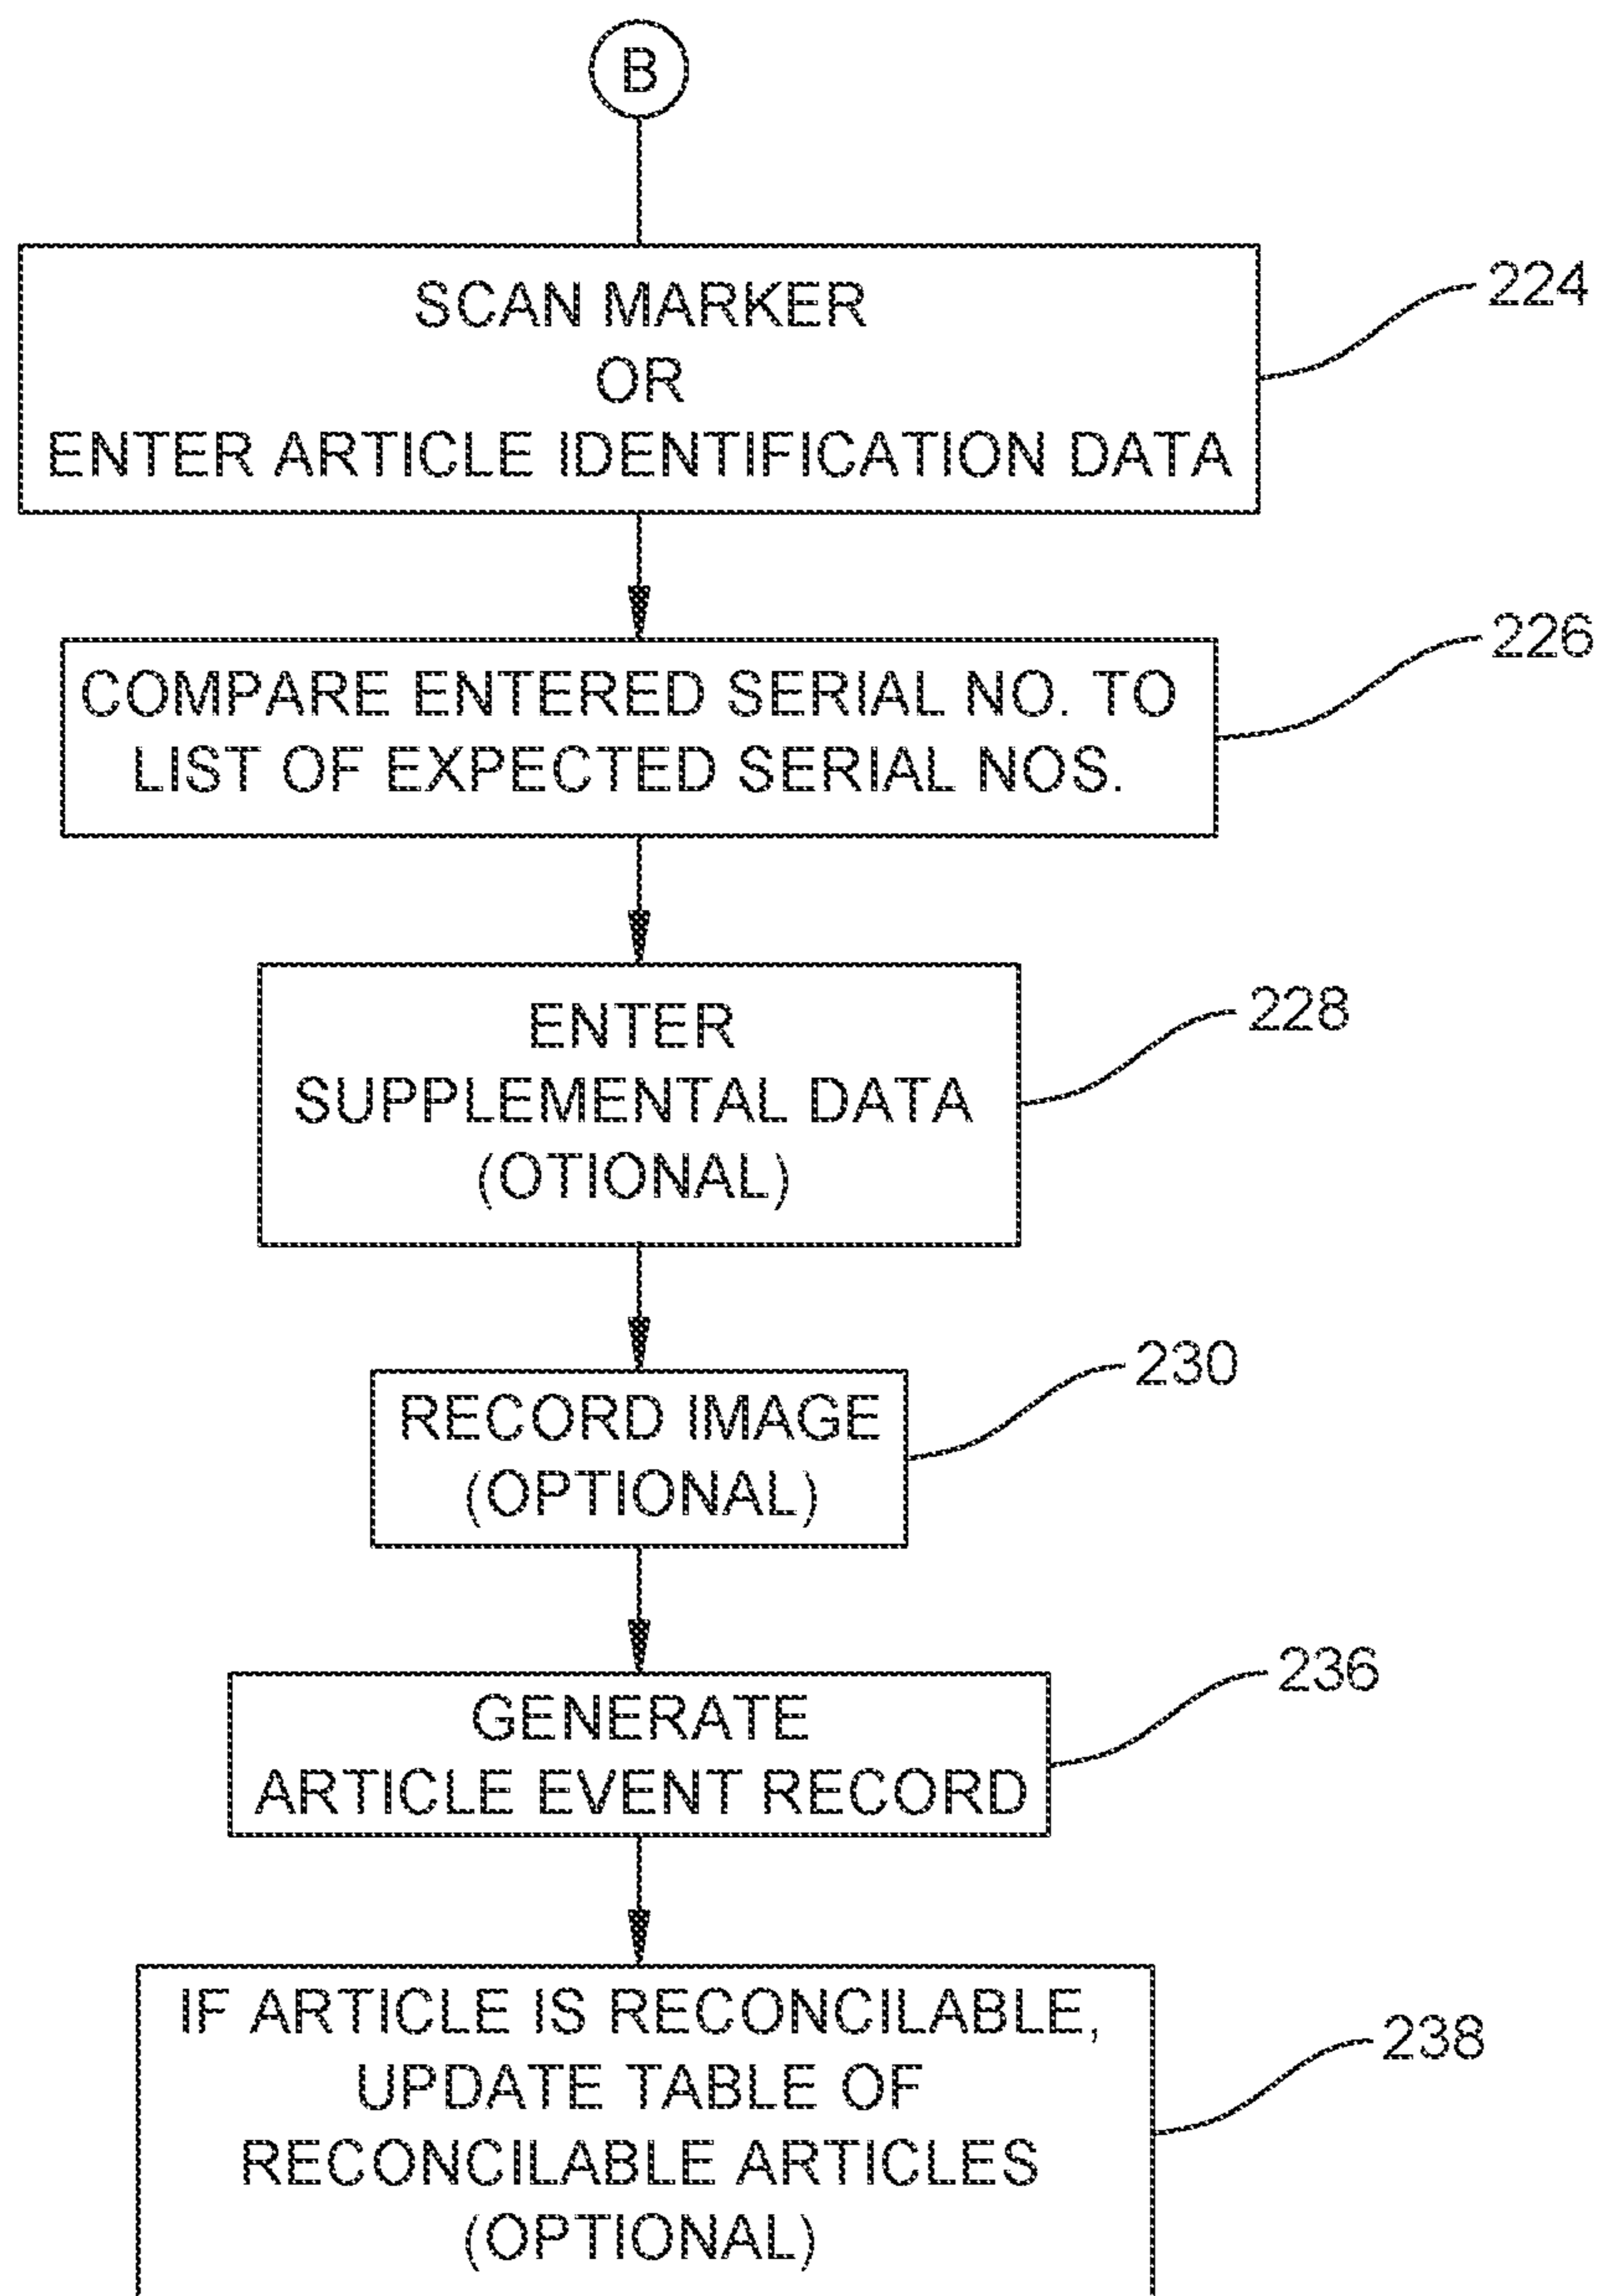 B
SCAN MARKER
OR
ENTER ARTICLE IDENTIFICATION DATA
224
COMPARE ENTERED SERIAL NO. TO
LIST OF EXPECTED SERIAL NOS.
226
ENTER
SUPPLEMENTAL DATA
(OTIONAL)
228
RECORD IMAGE
(OPTIONAL)
230
GENERATE
ARTICLE EVENT RECORD
236
IF ARTICLE IS RECONCILABLE,
UPDATE TABLE OF
RECONCILABLE ARTICLES
(OPTIONAL)
238